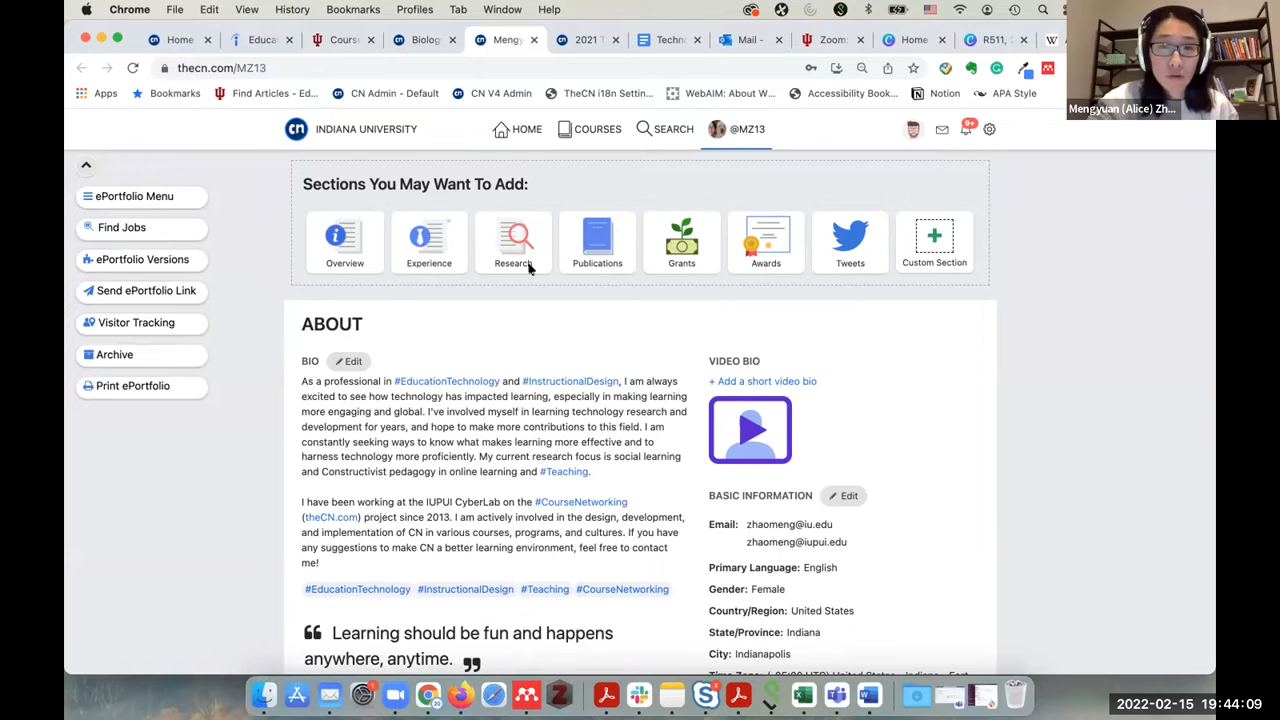 Chrome File Edit View History Bookmarks Profiles Tab Window Help
Home Educa Cours Biolog Mengy 2021 T Techn Mail - Zoom: Home R511,
thecn.com/MZ13
Apps Bookmarks Find Articles - Ed... CN Admin - Default CN V4 Admin TheCN i18n Settin... WebAIM: About W... Accessibility Book... Notion APA Style
Mengyuan (Alice) Zh...
INDIANA UNIVERSITY HOME COURSES SEARCH @MZ13 9+
ePortfolio Menu
Find Jobs
ePortfolio Versions
Send ePortfolio Link
Visitor Tracking
Archive
Print ePortfolio
Sections You May Want To Add:
Overview Experience Research Publications Grants Awards Tweets Custom Section
ABOUT
BIO Edit
As a professional in #EducationTechnology and #InstructionalDesign, I am always
excited to see how technology has impacted learning, especially in making learning
more engaging and global. I've involved myself in learning technology research and
development for years, and hope to make more contributions to this field. I am
constantly seeking ways to know what makes learning more effective and to
harness technology more proficiently. My current research focus is social learning
and Constructivist pedagogy in online learning and #Teaching.
I have been working at the IUPUI CyberLab on the #CourseNetworking
(theCN.com) project since 2013. I am actively involved in the design, development,
and implementation of CN in various courses, programs, and cultures. If you have
any suggestions to make CN a better learning environment, feel free to contact
me!
#EducationTechnology #InstructionalDesign #Teaching #CourseNetworking
“ Learning should be fun and happens
anywhere, anytime. ”
VIDEO BIO
+ Add a short video bio
BASIC INFORMATION Edit
Email: zhaomeng@iu.edu
zhaomeng@iupui.edu
Primary Language: English
Gender: Female
Country/Region: United States
State/Province: Indiana
City: Indianapolis
2022-02-15 19:44:09